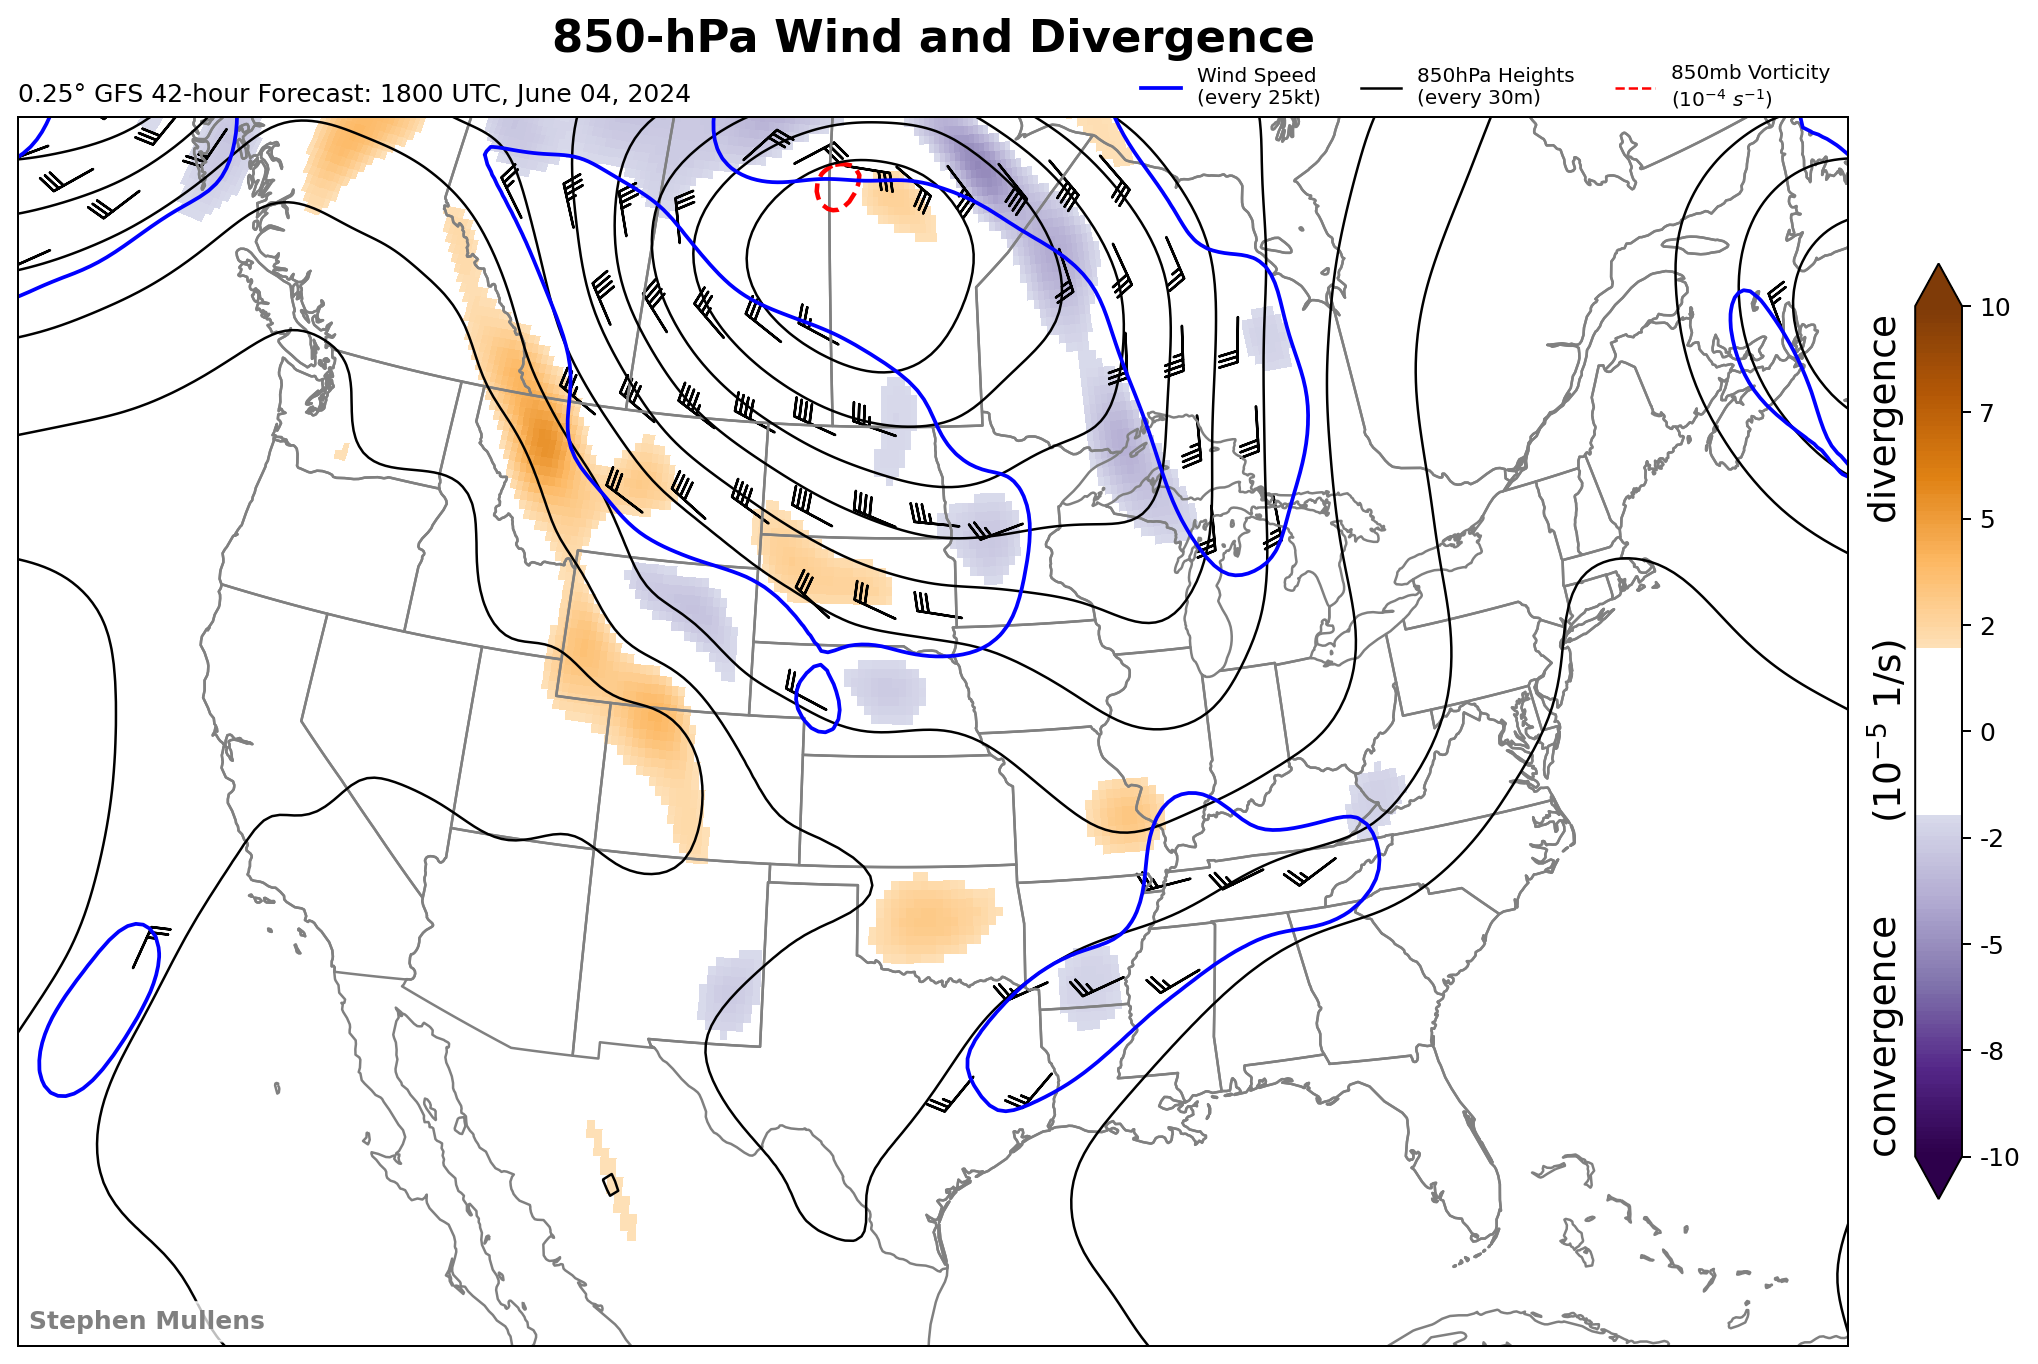 850-hPa Wind and Divergence
0.25° GFS 42-hour Forecast: 1800 UTC, June 04, 2024
Wind Speed
(every 25kt)
850hPa Heights
(every 30m)
850mb Vorticity
(10⁻⁴ s⁻¹)
10
7
5
2
0
-2
-5
-8
-10
convergence (10⁻⁵ 1/s) divergence
Stephen Mullens